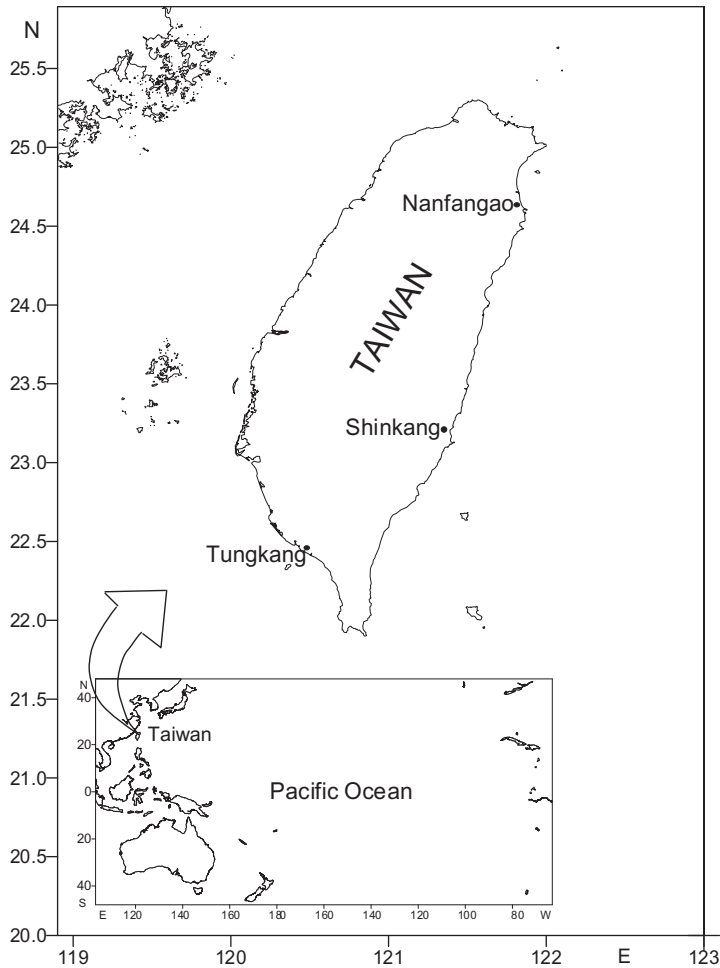 N
25.5
25.0
24.5
24.0
23.5
23.0
22.5
22.0
21.5
21.0
20.5
20.0
Nanfangao
TAIWAN
Shinkang
Tungkang
N
40
20
0
20
40
S
Taiwan
Pacific Ocean
E 120 140 160 180 160 140 120 100 80 W
119 120 121 122 E 123